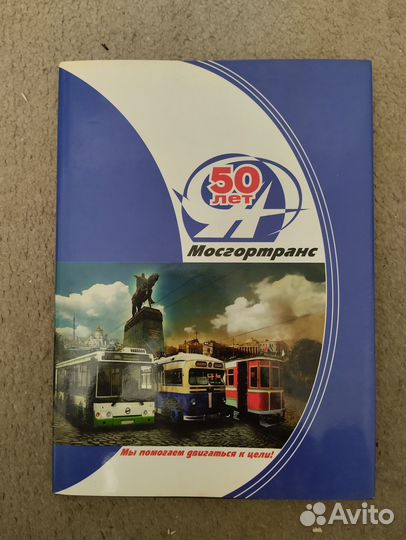 50
лет
Мосгортранс
Мы помогаем двигаться к цели!
Avito